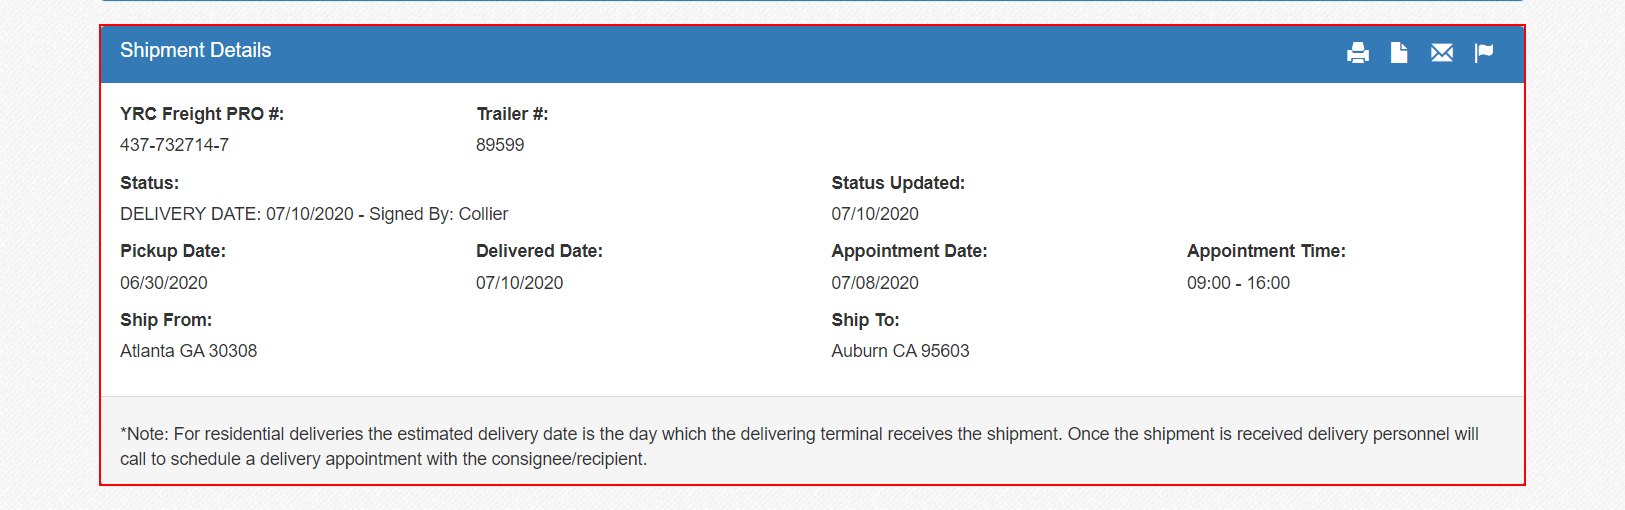 Shipment Details
YRC Freight PRO #: Trailer #:
437-732714-7 89599
Status: Status Updated:
DELIVERY DATE: 07/10/2020 - Signed By: Collier 07/10/2020
Pickup Date: Delivered Date: Appointment Date: Appointment Time:
06/30/2020 07/10/2020 07/08/2020 09:00 - 16:00
Ship From: Ship To:
Atlanta GA 30308 Auburn CA 95603
*Note: For residential deliveries the estimated delivery date is the day which the delivering terminal receives the shipment. Once the shipment is received delivery personnel will
call to schedule a delivery appointment with the consignee/recipient.